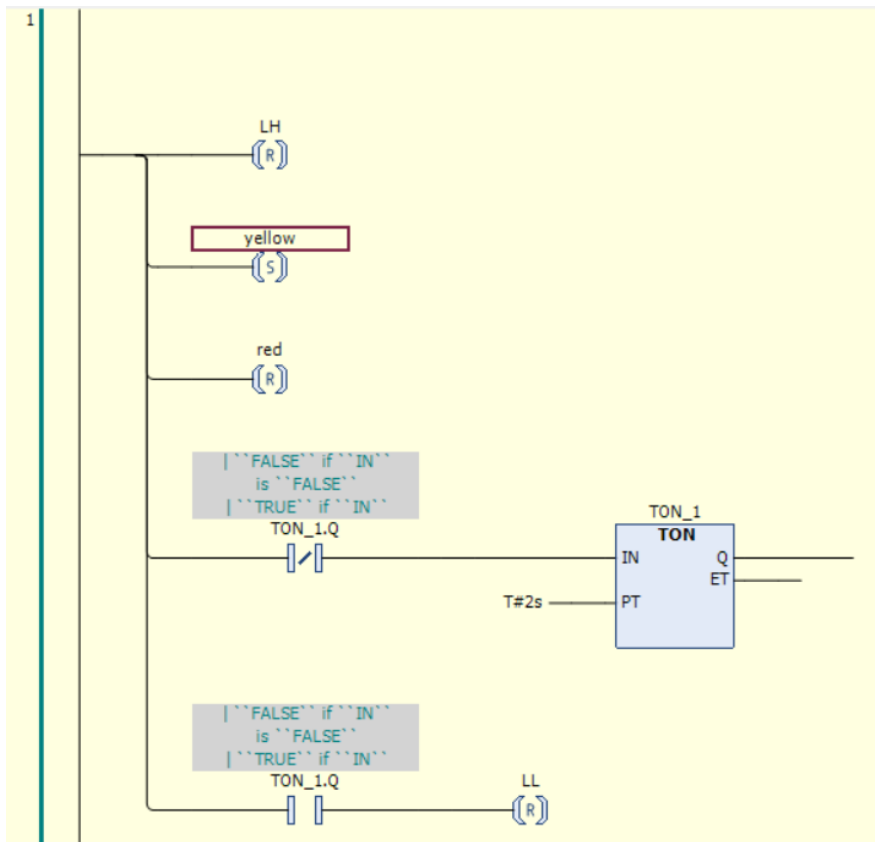 1
LH
R
yellow
S
red
R
| ``FALSE`` if ``IN``
is ``FALSE``
| ``TRUE`` if ``IN``
TON_1.Q
TON_1
TON
IN Q
ET
T#2s PT
| ``FALSE`` if ``IN``
is ``FALSE``
| ``TRUE`` if ``IN``
TON_1.Q LL
R